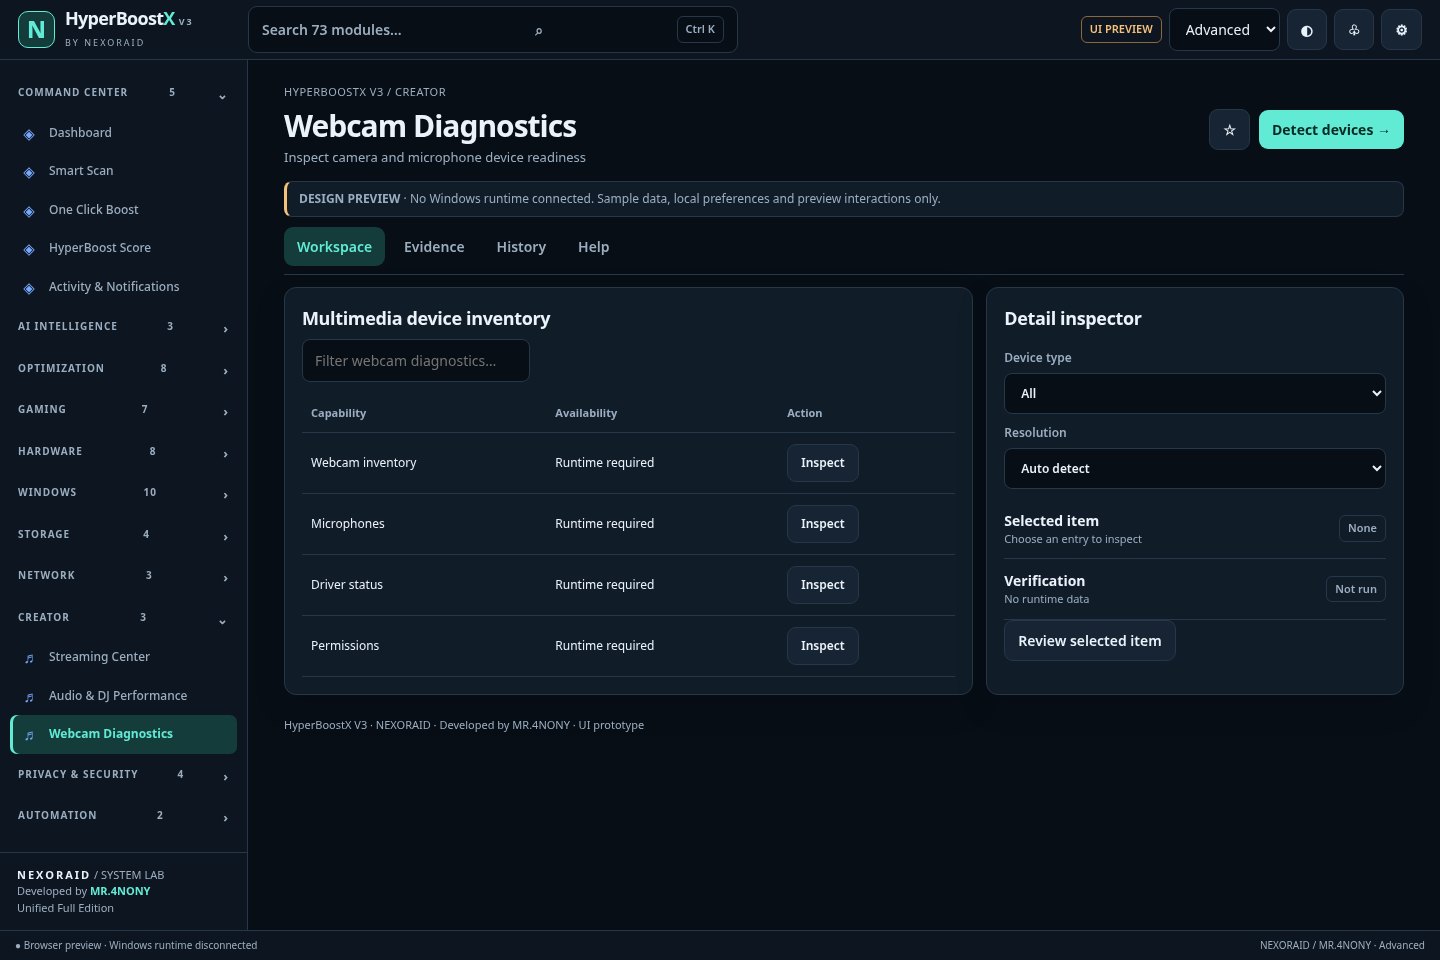 N
HyperBoostX V3
BY NEXORAID
Search 73 modules...
Ctrl K
UI PREVIEW
Advanced
COMMAND CENTER 5
Dashboard
Smart Scan
One Click Boost
HyperBoost Score
Activity & Notifications
AI INTELLIGENCE 3
OPTIMIZATION 8
GAMING 7
HARDWARE 8
WINDOWS 10
STORAGE 4
NETWORK 3
CREATOR 3
Streaming Center
Audio & DJ Performance
Webcam Diagnostics
PRIVACY & SECURITY 4
AUTOMATION 2
NEXORAID / SYSTEM LAB
Developed by MR.4NONY
Unified Full Edition
HYPERBOOSTX V3 / CREATOR
Webcam Diagnostics
Inspect camera and microphone device readiness
Detect devices →
DESIGN PREVIEW · No Windows runtime connected. Sample data, local preferences and preview interactions only.
Workspace Evidence History Help
Multimedia device inventory
Filter webcam diagnostics...
Capability Availability Action
Webcam inventory Runtime required Inspect
Microphones Runtime required Inspect
Driver status Runtime required Inspect
Permissions Runtime required Inspect
Detail inspector
Device type
All
Resolution
Auto detect
Selected item
Choose an entry to inspect
None
Verification
No runtime data
Not run
Review selected item
HyperBoostX V3 · NEXORAID · Developed by MR.4NONY · UI prototype
● Browser preview · Windows runtime disconnected
NEXORAID / MR.4NONY · Advanced